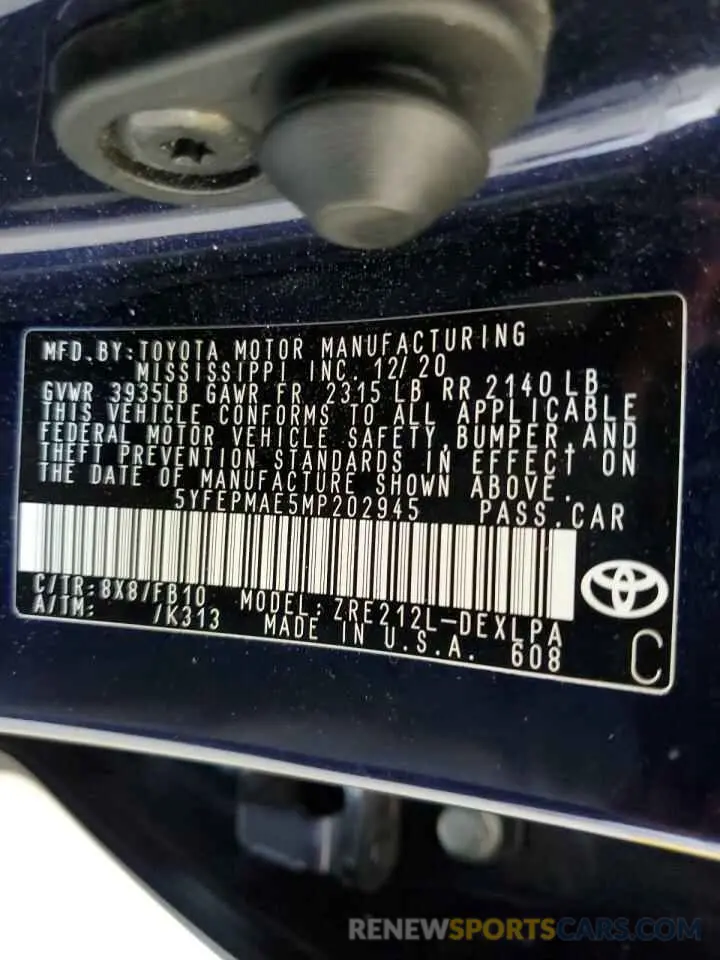 MFD. BY: TOYOTA MOTOR MANUFACTURING
MISSISSIPPI INC. 12/20
GVWR 3935LB GAWR FR 2315 LB RR 2140 LB
THIS VEHICLE CONFORMS TO ALL APPLICABLE
FEDERAL MOTOR VEHICLE SAFETY, BUMPER, AND
THEFT PREVENTION STANDARDS IN EFFECT ON
THE DATE OF MANUFACTURE SHOWN ABOVE.
5YFEPMAE5MP202945 PASS. CAR
C/TR: 8X8/FB10 MODEL: ZRE212L-DEXLPA
A/TM: /K313 MADE IN U.S.A. 608
C
RENEWSPORTSCARS.COM